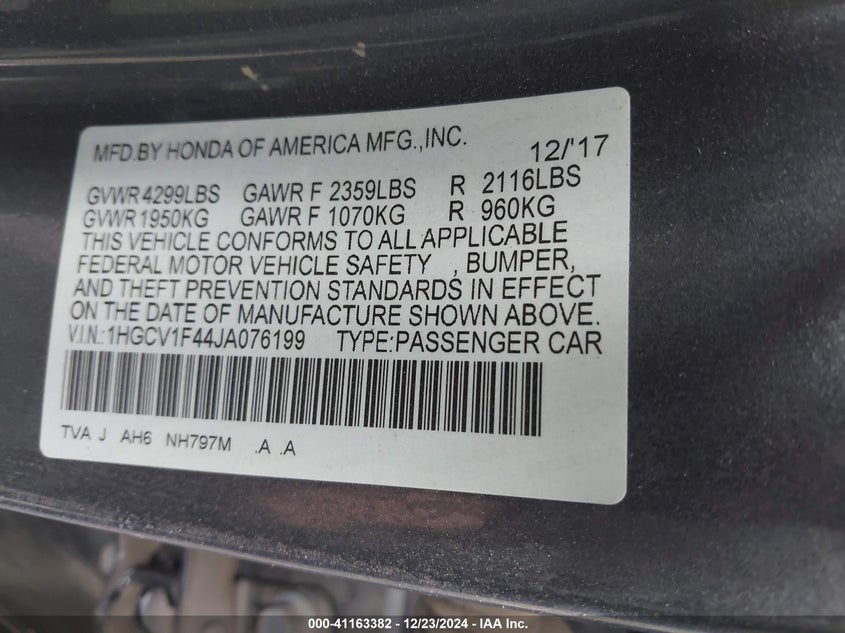 MFD.BY HONDA OF AMERICA MFG.,INC. 12/'17
GVWR 4299LBS GAWR F 2359LBS R 2116LBS
GVWR 1950KG GAWR F 1070KG R 960KG
THIS VEHICLE CONFORMS TO ALL APPLICABLE
FEDERAL MOTOR VEHICLE SAFETY , BUMPER,
AND THEFT PREVENTION STANDARDS IN EFFECT
ON THE DATE OF MANUFACTURE SHOWN ABOVE.
V.I.N.:1HGCV1F44JA076199 TYPE:PASSENGER CAR
TVA J AH6 NH797M .A .A
000-41163382 - 12/23/2024 - IAA Inc.